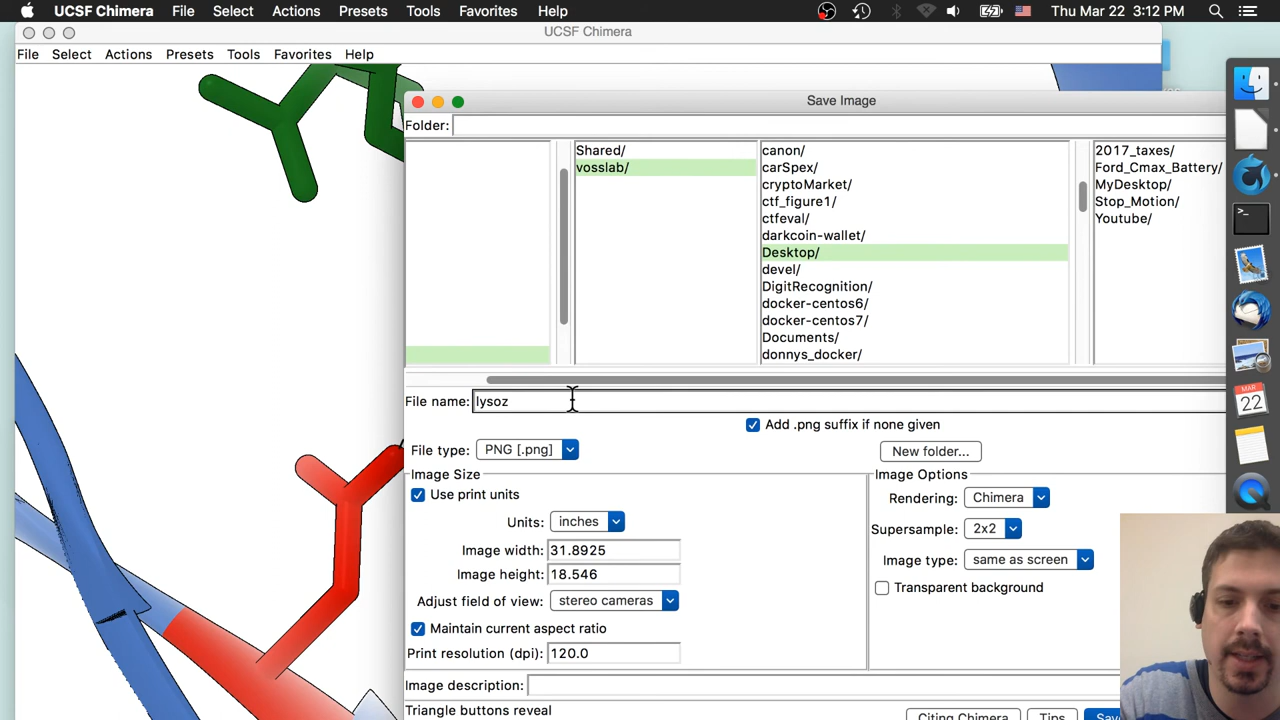 UCSF Chimera File Select Actions Presets Tools Favorites Help Thu Mar 22 3:12 PM
UCSF Chimera
File Select Actions Presets Tools Favorites Help
Save Image
Folder:
Shared/
vosslab/
canon/
carSpex/
cryptoMarket/
ctf_figure1/
ctfeval/
darkcoin-wallet/
Desktop/
devel/
DigitRecognition/
docker-centos6/
docker-centos7/
Documents/
donnys_docker/
2017_taxes/
Ford_Cmax_Battery/
MyDesktop/
Stop_Motion/
Youtube/
File name: lysoz
Add .png suffix if none given
File type: PNG [.png]
New folder...
Image Size
Use print units
Units: inches
Image width: 31.8925
Image height: 18.546
Adjust field of view: stereo cameras
Maintain current aspect ratio
Print resolution (dpi): 120.0
Image Options
Rendering: Chimera
Supersample: 2x2
Image type: same as screen
Transparent background
Image description:
Triangle buttons reveal
Citing Chimera Tips
MAR
22